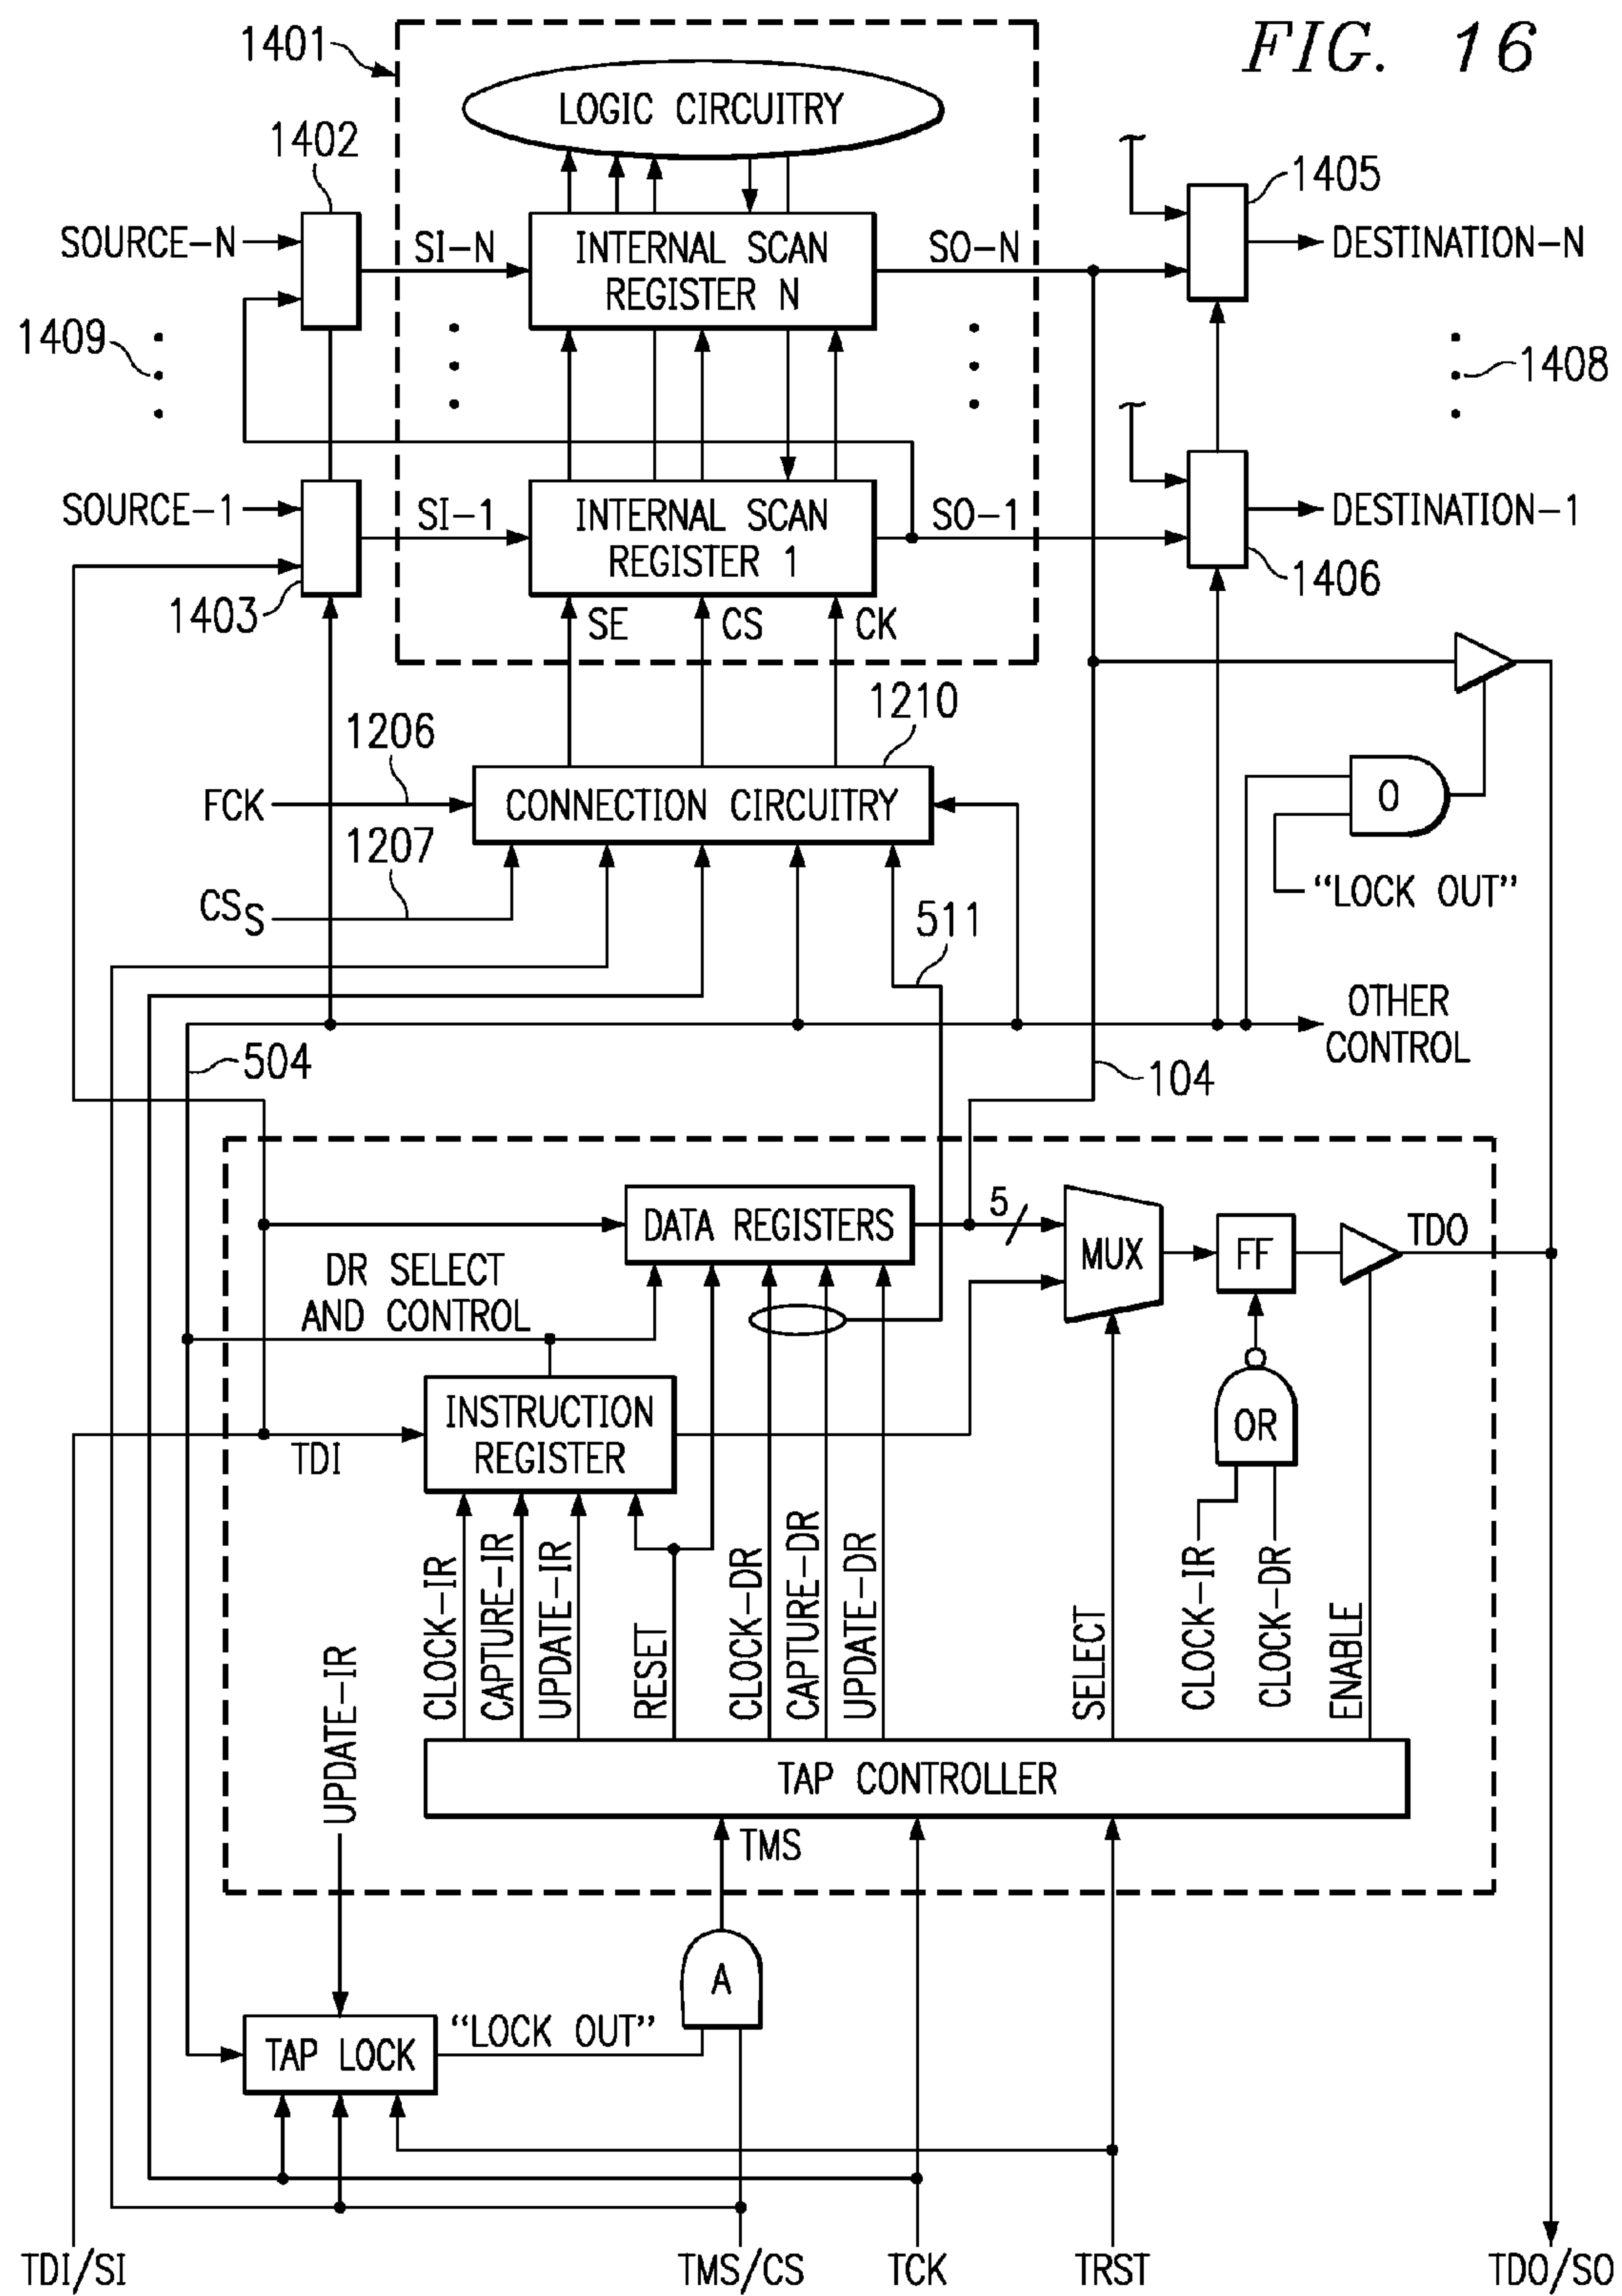 FIG. 16
1401
LOGIC CIRCUITRY
1402
1405
SOURCE-N
SI-N
INTERNAL SCAN
REGISTER N
SO-N
DESTINATION-N
1409
1408
SOURCE-1
SI-1
INTERNAL SCAN
REGISTER 1
SO-1
DESTINATION-1
1403
1406
SE
CS
CK
1210
1206
FCK
CONNECTION CIRCUITRY
O
1207
"LOCK OUT"
CSS
511
OTHER
CONTROL
504
104
DATA REGISTERS
5
MUX
FF
TDO
DR SELECT
AND CONTROL
INSTRUCTION
REGISTER
OR
TDI
CLOCK-IR
CAPTURE-IR
UPDATE-IR
RESET
CLOCK-DR
CAPTURE-DR
UPDATE-DR
SELECT
CLOCK-IR
CLOCK-DR
ENABLE
UPDATE-IR
TAP CONTROLLER
TMS
A
"LOCK OUT"
TAP LOCK
TDI/SI
TMS/CS
TCK
TRST
TDO/SO